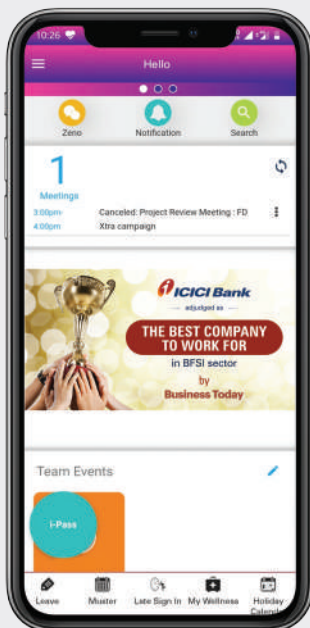 10:26
Hello
Zeno
Notification
Search
1
Meetings
3:00pm-
4:00pm
Canceled: Project Review Meeting : FD
Xtra campaign
ICICI Bank
adjudged as
THE BEST COMPANY
TO WORK FOR
in BFSI sector
by
Business Today
Team Events
i-Pass
Leave
Muster
Late Sign In
My Wellness
Holiday
Calendar